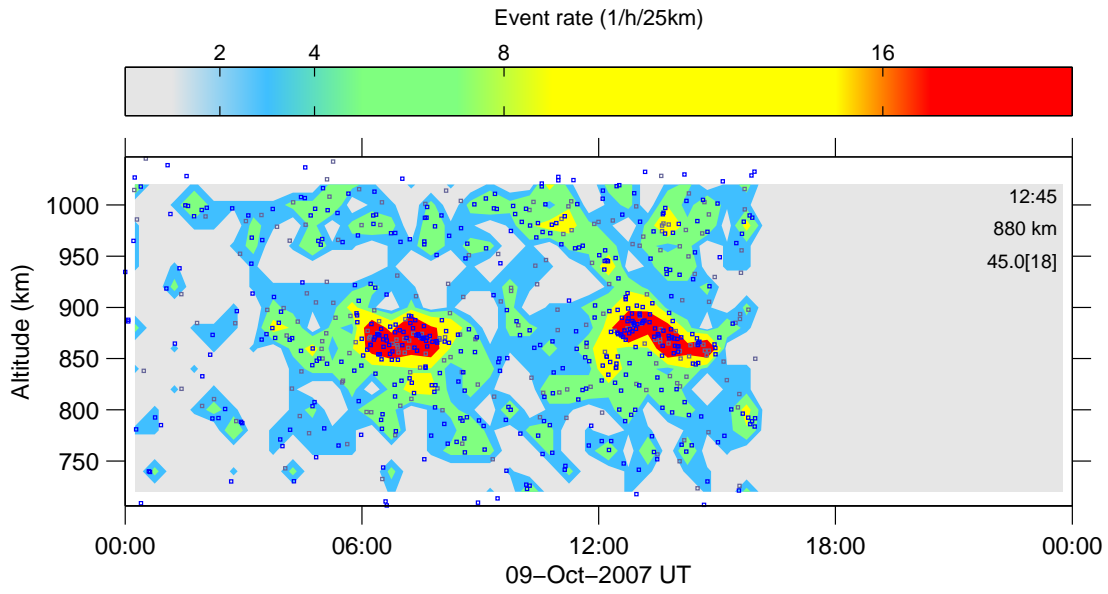 Event rate (1/h/25km)
2 4 8 16
12:45
880 km
45.0[18]
Altitude (km)
1000
950
900
850
800
750
00:00 06:00 12:00 18:00 00:00
09−Oct−2007 UT